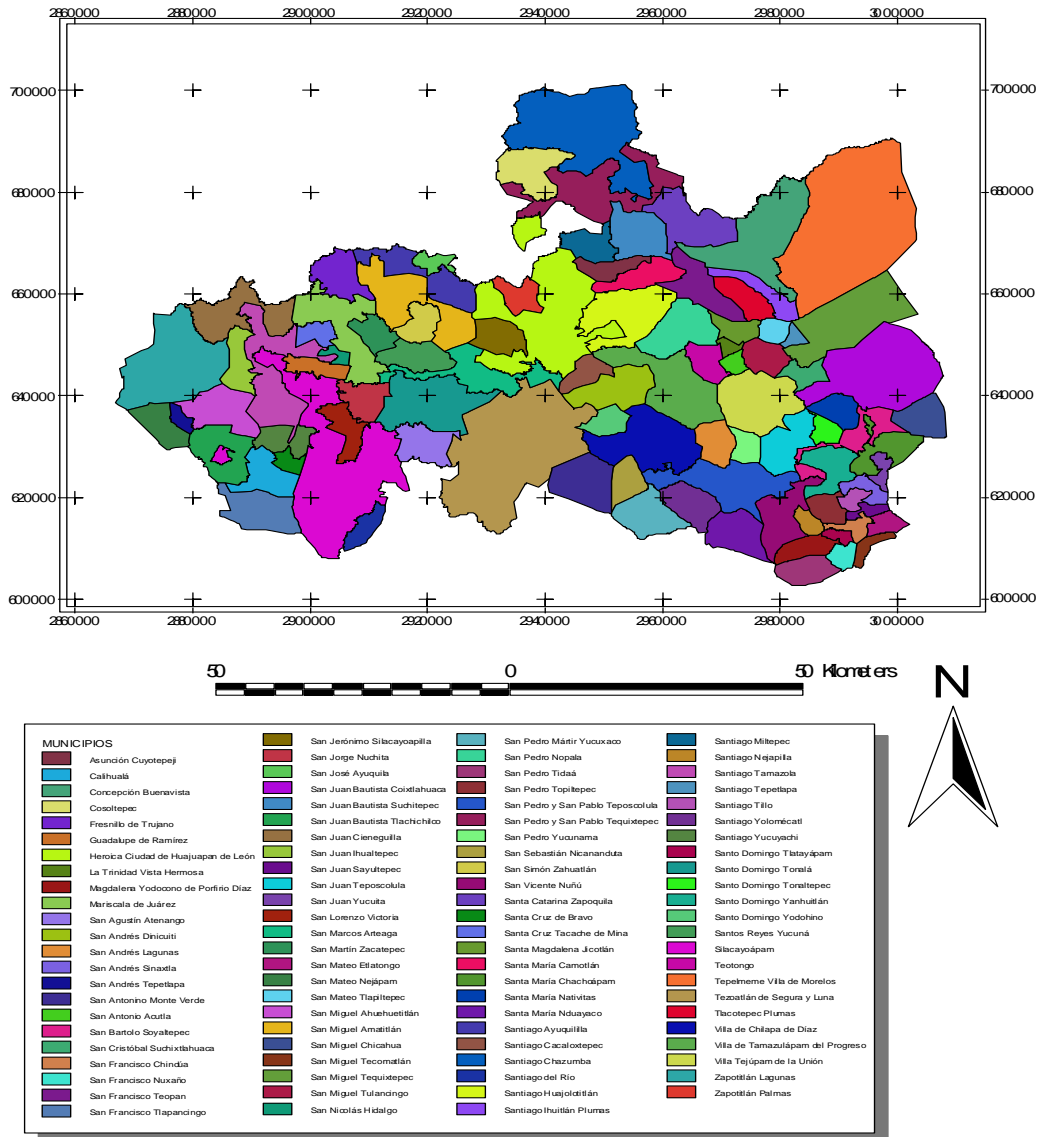 2860000 2880000 2900000 2920000 2940000 2960000 2980000 3000000
700000 700000
680000 680000
660000 660000
640000 640000
620000 620000
600000 600000
2860000 2880000 2900000 2920000 2940000 2960000 2980000 3000000
50 0 50 Kilometers
N
MUNICIPIOS
Asunción Cuyotepeji
Calihualá
Concepción Buenavista
Cosoltepec
Fresnillo de Trujano
Guadalupe de Ramírez
Heroica Ciudad de Huajuapan de León
La Trinidad Vista Hermosa
Magdalena Yodocono de Porfirio Díaz
Mariscala de Juárez
San Agustín Atenango
San Andrés Dinicuiti
San Andrés Lagunas
San Andrés Sinaxtla
San Andrés Tepetlapa
San Antonino Monte Verde
San Antonio Acutla
San Bartolo Soyaltepec
San Cristóbal Suchixtlahuaca
San Francisco Chindúa
San Francisco Nuxaño
San Francisco Teopan
San Francisco Tlapancingo
San Jerónimo Silacayoapilla
San Jorge Nuchita
San José Ayuquila
San Juan Bautista Coixtlahuaca
San Juan Bautista Suchitepec
San Juan Bautista Tlachichilco
San Juan Cieneguilla
San Juan Ihualtepec
San Juan Sayultepec
San Juan Teposcolula
San Juan Yucuita
San Lorenzo Victoria
San Marcos Arteaga
San Martín Zacatepec
San Mateo Etlatongo
San Mateo Nejápam
San Mateo Tlapiltepec
San Miguel Ahuehuetitlán
San Miguel Amatitlán
San Miguel Chicahua
San Miguel Tecomatlán
San Miguel Tequixtepec
San Miguel Tulancingo
San Nicolás Hidalgo
San Pedro Mártir Yucuxaco
San Pedro Nopala
San Pedro Tidaá
San Pedro Topiltepec
San Pedro y San Pablo Teposcolula
San Pedro y San Pablo Tequixtepec
San Pedro Yucunama
San Sebastián Nicananduta
San Simón Zahuatlán
San Vicente Nuñú
Santa Catarina Zapoquila
Santa Cruz de Bravo
Santa Cruz Tacache de Mina
Santa Magdalena Jicotlán
Santa María Camotlán
Santa María Chachoápam
Santa María Nativitas
Santa María Nduayaco
Santiago Ayuquililla
Santiago Cacaloxtepec
Santiago Chazumba
Santiago del Río
Santiago Huajolotitlán
Santiago Ihuitlán Plumas
Santiago Miltepec
Santiago Nejapilla
Santiago Tamazola
Santiago Tepetlapa
Santiago Tillo
Santiago Yolomécatl
Santiago Yucuyachi
Santo Domingo Tlatayápam
Santo Domingo Tonalá
Santo Domingo Tonaltepec
Santo Domingo Yanhuitlán
Santo Domingo Yodohino
Santos Reyes Yucuná
Silacayoápam
Teotongo
Tepelmeme Villa de Morelos
Tezoatlán de Segura y Luna
Tlacotepec Plumas
Villa de Chilapa de Díaz
Villa de Tamazulápam del Progreso
Villa Tejúpam de la Unión
Zapotitlán Lagunas
Zapotitlán Palmas